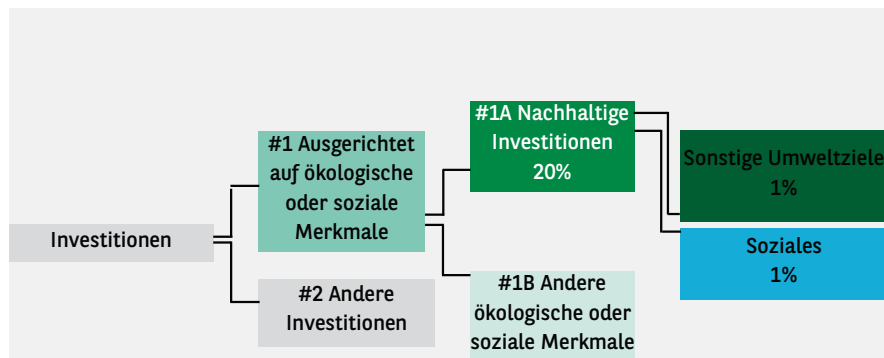 Investitionen
#1 Ausgerichtet
auf ökologische
oder soziale
Merkmale
#2 Andere
Investitionen
#1A Nachhaltige
Investitionen
20%
#1B Andere
ökologische oder
soziale Merkmale
Sonstige Umweltziele
1%
Soziales
1%